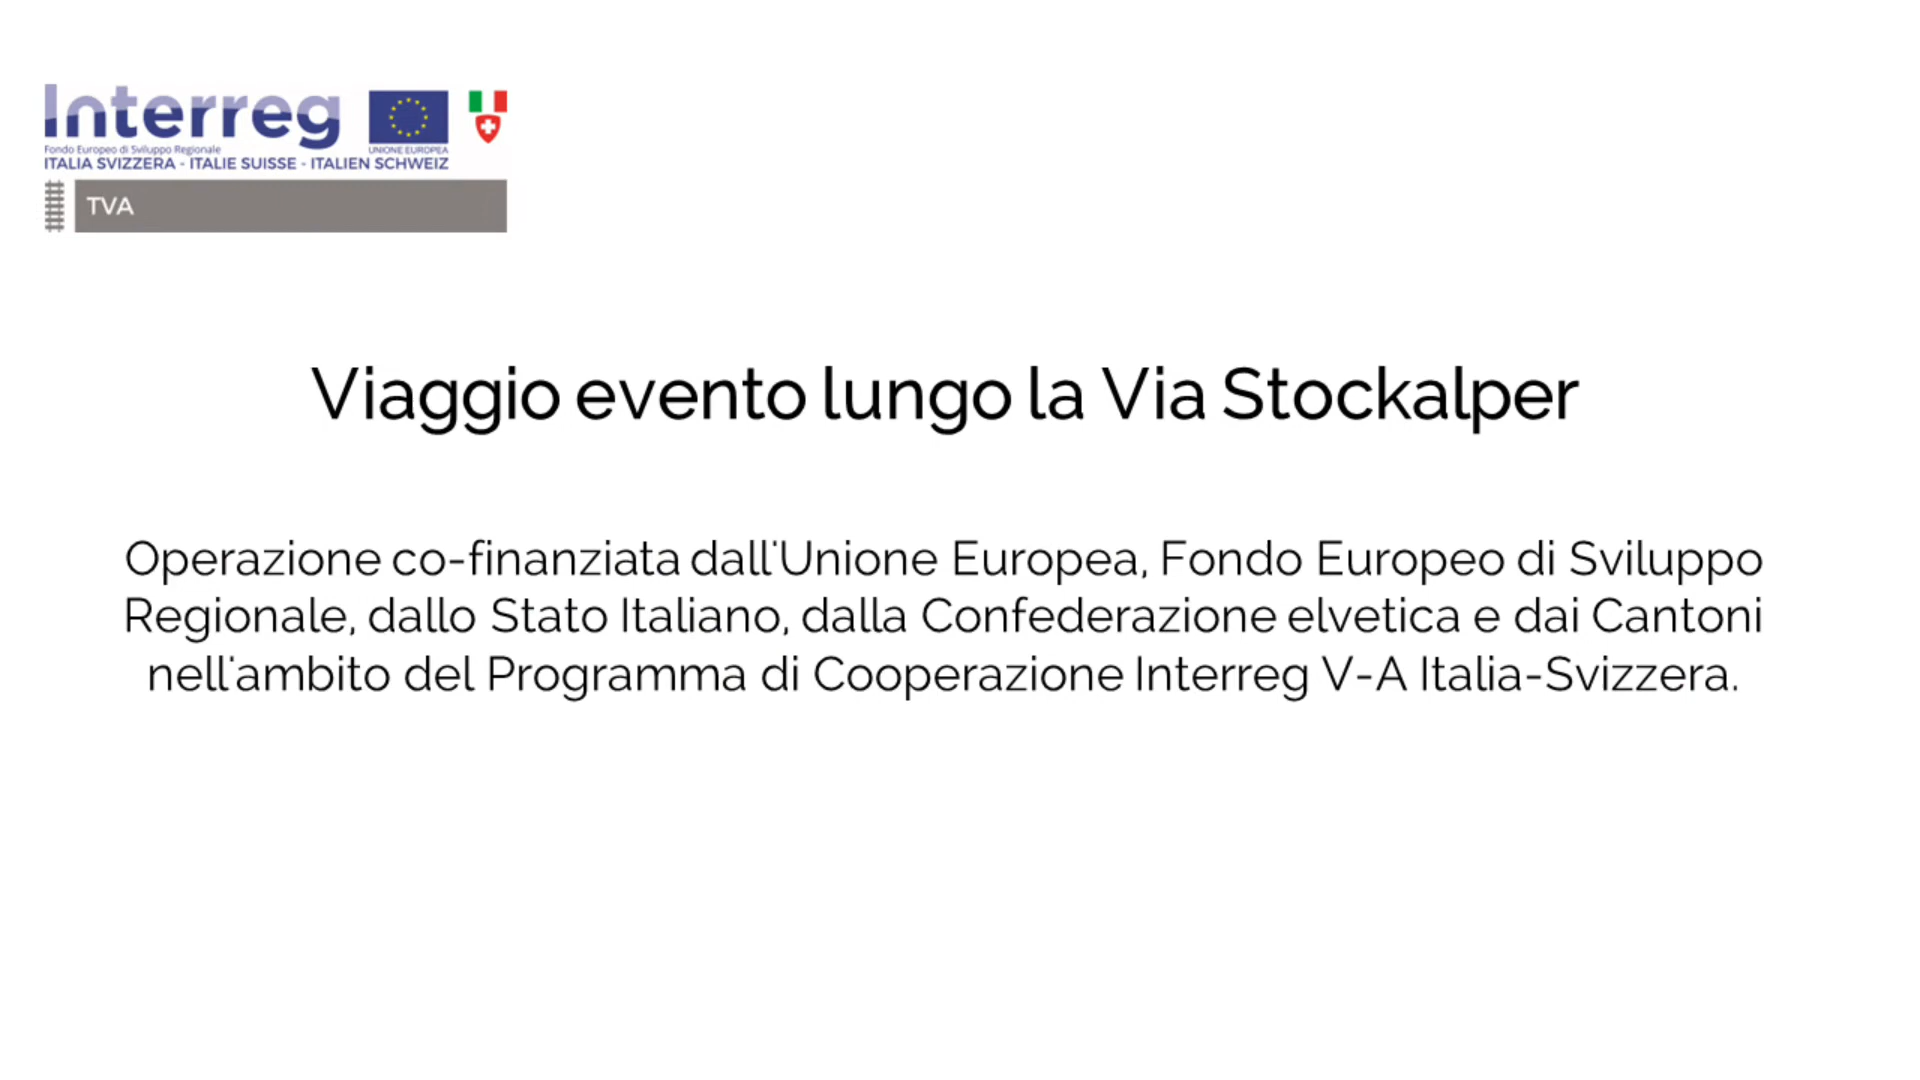 Interreg
Fondo Europeo di Sviluppo Regionale
UNIONE EUROPEA
ITALIA SVIZZERA - ITALIE SUISSE - ITALIEN SCHWEIZ
TVA
Viaggio evento lungo la Via Stockalper
Operazione co-finanziata dall'Unione Europea, Fondo Europeo di Sviluppo
Regionale, dallo Stato Italiano, dalla Confederazione elvetica e dai Cantoni
nell'ambito del Programma di Cooperazione Interreg V-A Italia-Svizzera.